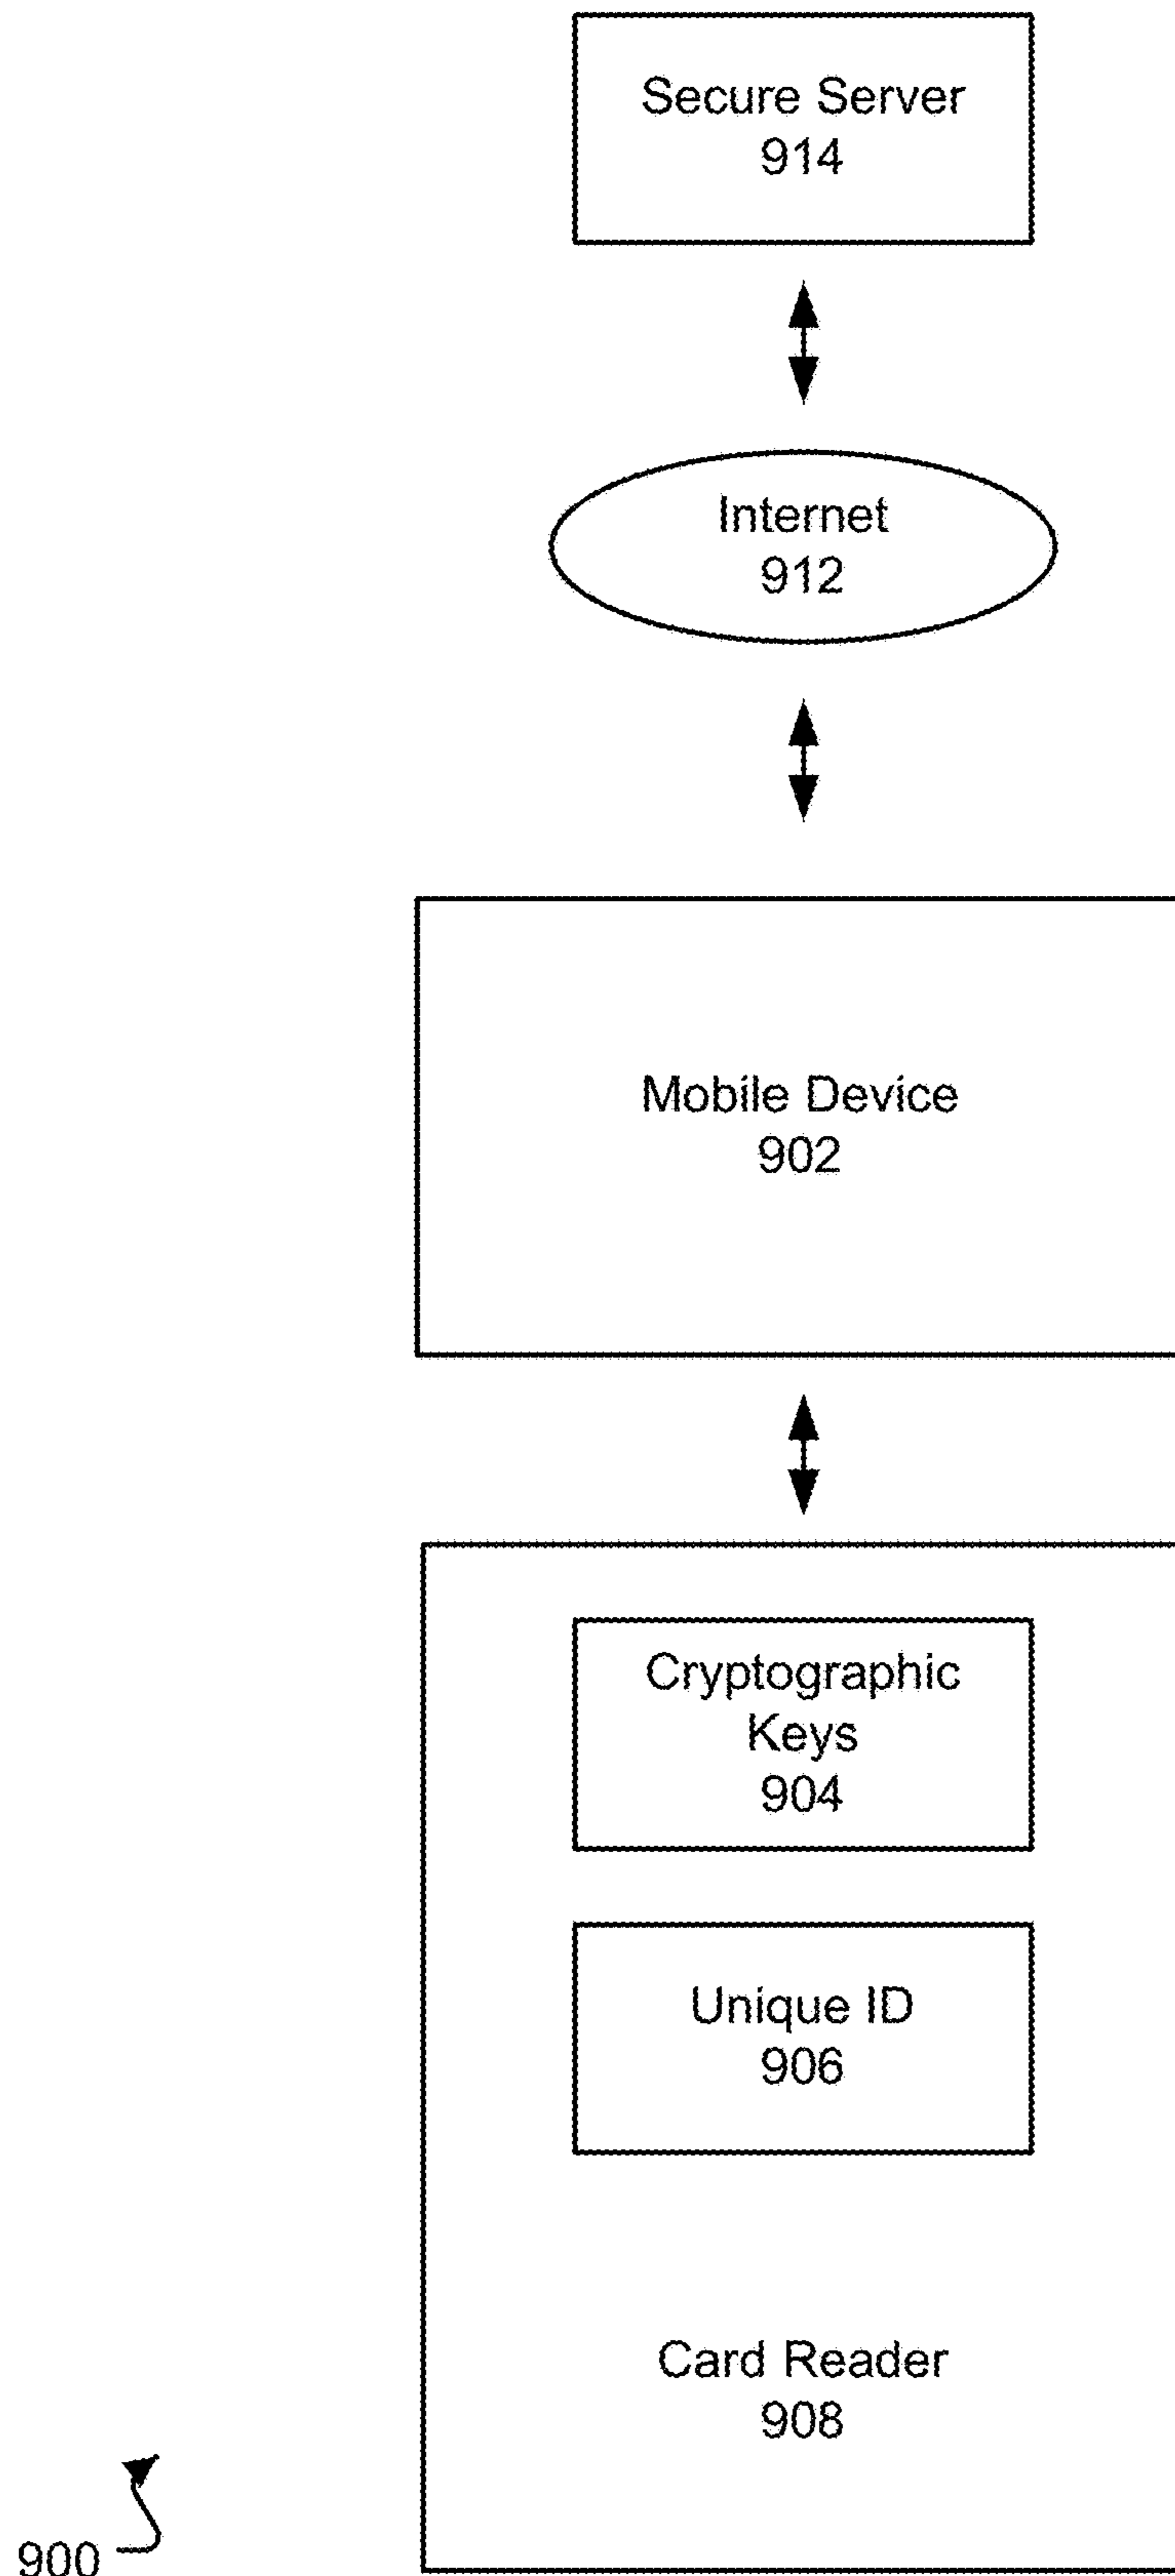 Secure Server
914
Internet
912
Mobile Device
902
Cryptographic
Keys
904
Unique ID
906
Card Reader
908
900